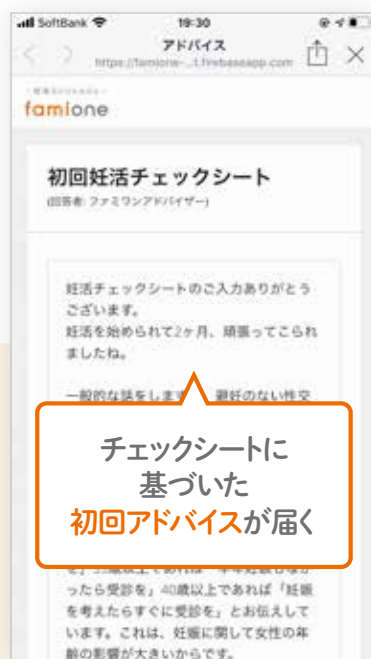 SoftBank 19:30
アドバイス
famione
初回妊活チェックシート
(回答者: ファミワンアドバイザー)
妊活チェックシートのご入力ありがとう
ございます。
妊活を始められて2ヶ月、頑張ってこられ
ましたね。
一般的な話をします 避妊のない性交
チェックシートに
基づいた
初回アドバイスが届く
ったら受診を」40歳以上であれば「妊娠
を考えたらすぐに受診を」とお伝えして
います。これは、妊娠に関して女性の年
齢の影響が大きいからです。